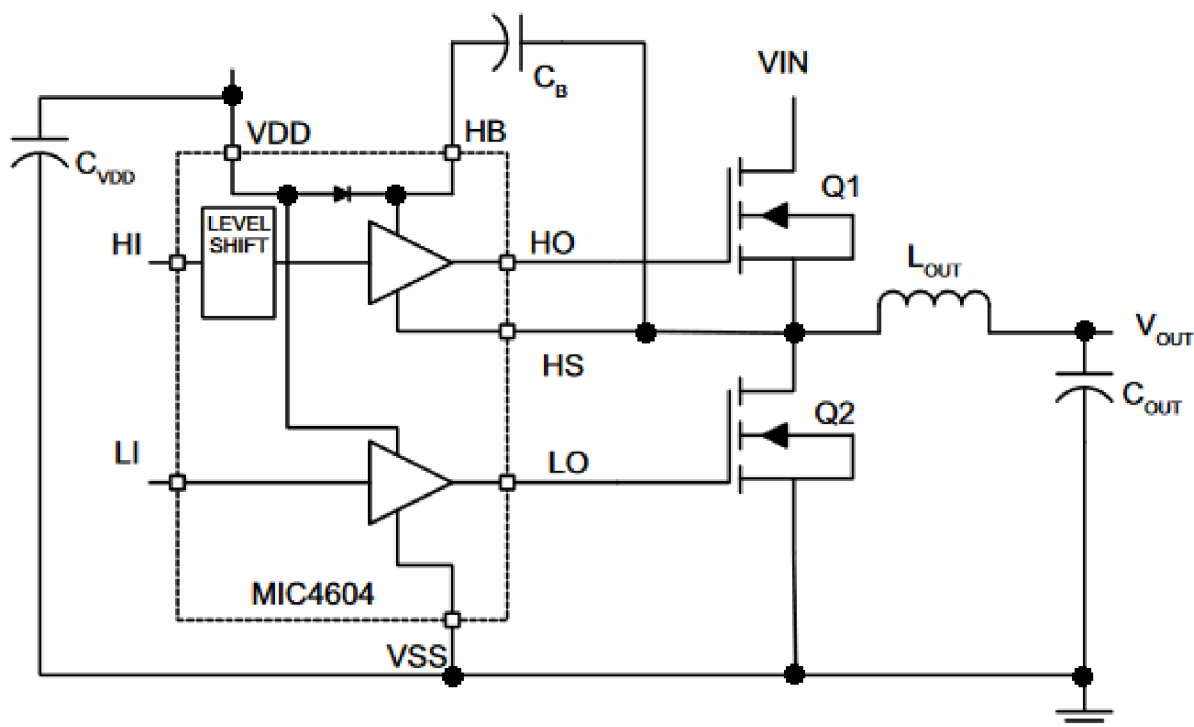 C_B
VIN
VDD
HB
C_VDD
Q1
LEVEL
SHIFT
HI
HO
L_OUT
V_OUT
HS
C_OUT
Q2
LI
LO
MIC4604
VSS